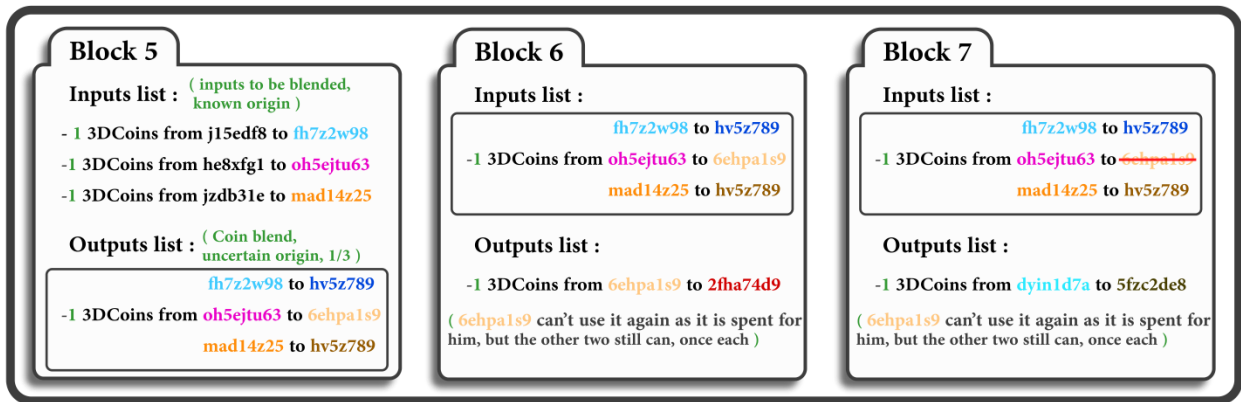 Block 5
Inputs list : ( inputs to be blended,
known origin )
- 1 3DCoins from j15edf8 to fh7z2w98
-1 3DCoins from he8xfg1 to oh5ejtu63
-1 3DCoins from jzdb31e to mad14z25
Outputs list : ( Coin blend,
uncertain origin, 1/3 )
fh7z2w98 to hv5z789
-1 3DCoins from oh5ejtu63 to 6ehpa1s9
mad14z25 to hv5z789
Block 6
Inputs list :
fh7z2w98 to hv5z789
-1 3DCoins from oh5ejtu63 to 6ehpa1s9
mad14z25 to hv5z789
Outputs list :
-1 3DCoins from 6ehpa1s9 to 2fha74d9
( 6ehpa1s9 can't use it again as it is spent for
him, but the other two still can, once each )
Block 7
Inputs list :
fh7z2w98 to hv5z789
-1 3DCoins from oh5ejtu63 to 6ehpa1s9
mad14z25 to hv5z789
Outputs list :
-1 3DCoins from dyin1d7a to 5fzc2de8
( 6ehpa1s9 can't use it again as it is spent for
him, but the other two still can, once each )